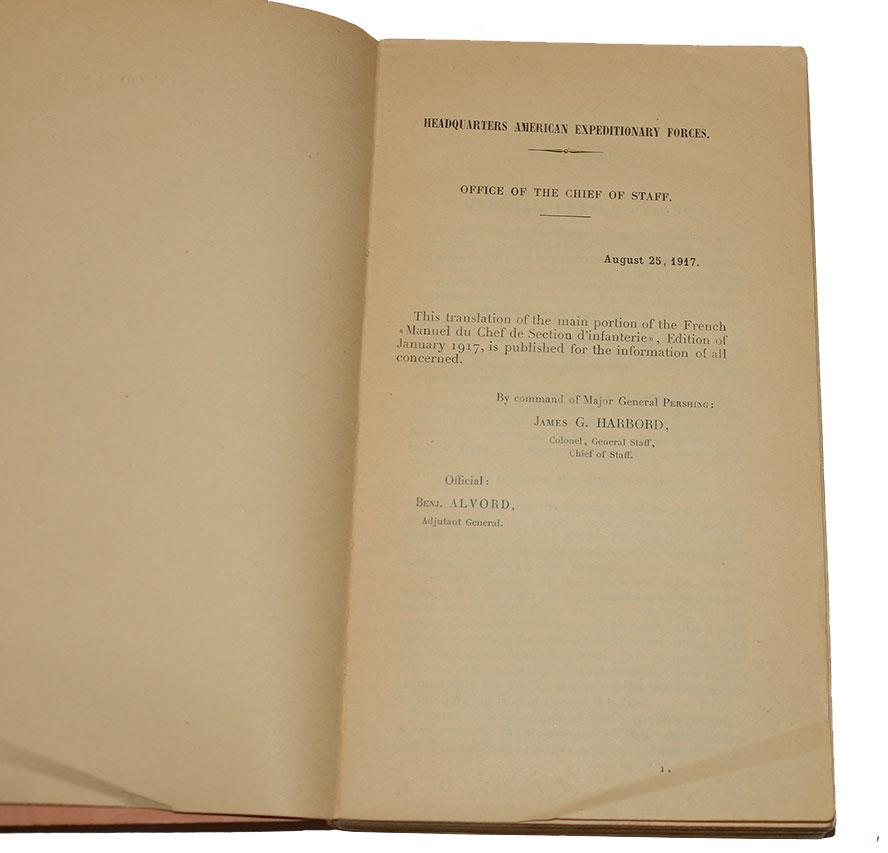 HEADQUARTERS AMERICAN EXPEDITIONARY FORCES.
OFFICE OF THE CHIEF OF STAFF.
August 25, 1917.
This translation of the main portion of the French
«Manuel du Chef de Section d'infanterie», Edition of
January 1917, is published for the information of all
concerned.
By command of Major General PERSHING:
JAMES G. HARBORD,
Colonel, General Staff,
Chief of Staff.
Official:
BENJ. ALVORD,
Adjutant General.
1.